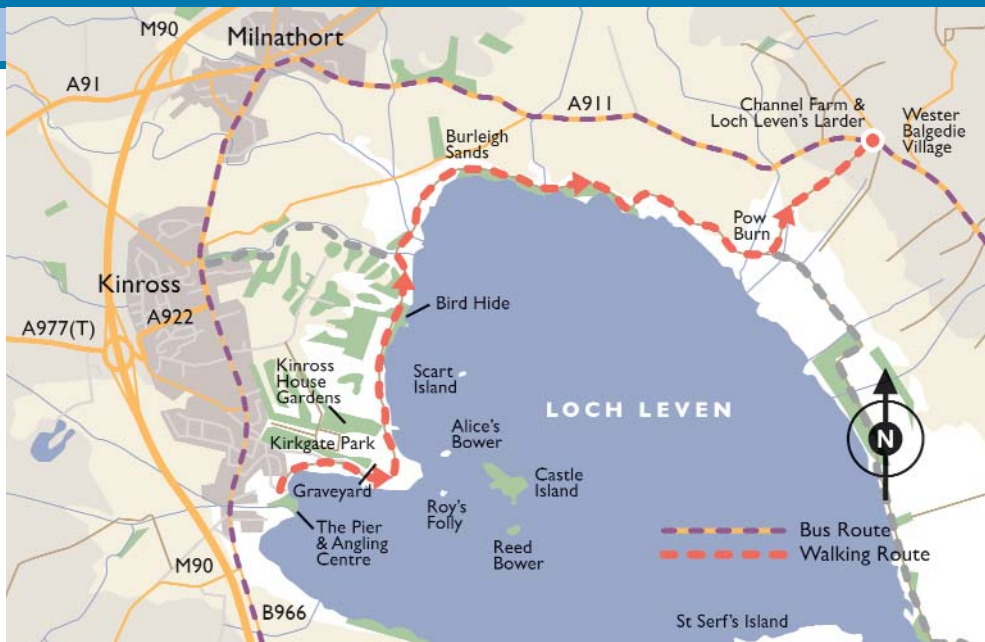 M90
Milnathort
A91
A911
Channel Farm &
Loch Leven's Larder
Wester
Balgedie
Village
Burleigh
Sands
Pow
Burn
Kinross
A977(T)
A922
Bird Hide
Kinross
House
Gardens
Scart
Island
LOCH LEVEN
Alice's
Bower
Kirkgate Park
Graveyard
Castle
Island
N
Roy's
Folly
The Pier
& Angling
Centre
Reed
Bower
Bus Route
Walking Route
M90
B966
St Serf's Island